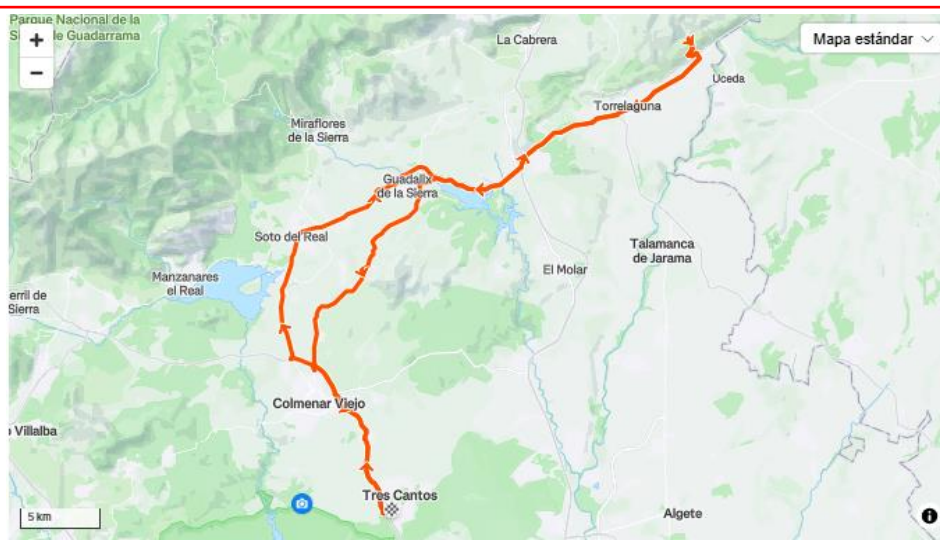 Parque Nacional de la
de Guadarrama
+
−
La Cabrera
Mapa estándar
Uceda
Torrelaguna
Miraflores
de la Sierra
Guadalix
de la Sierra
Soto del Real
Talamanca
de Jarama
El Molar
Manzanares
el Real
erril de
Sierra
Colmenar Viejo
Villalba
Tres Cantos
5 km
Algete
i